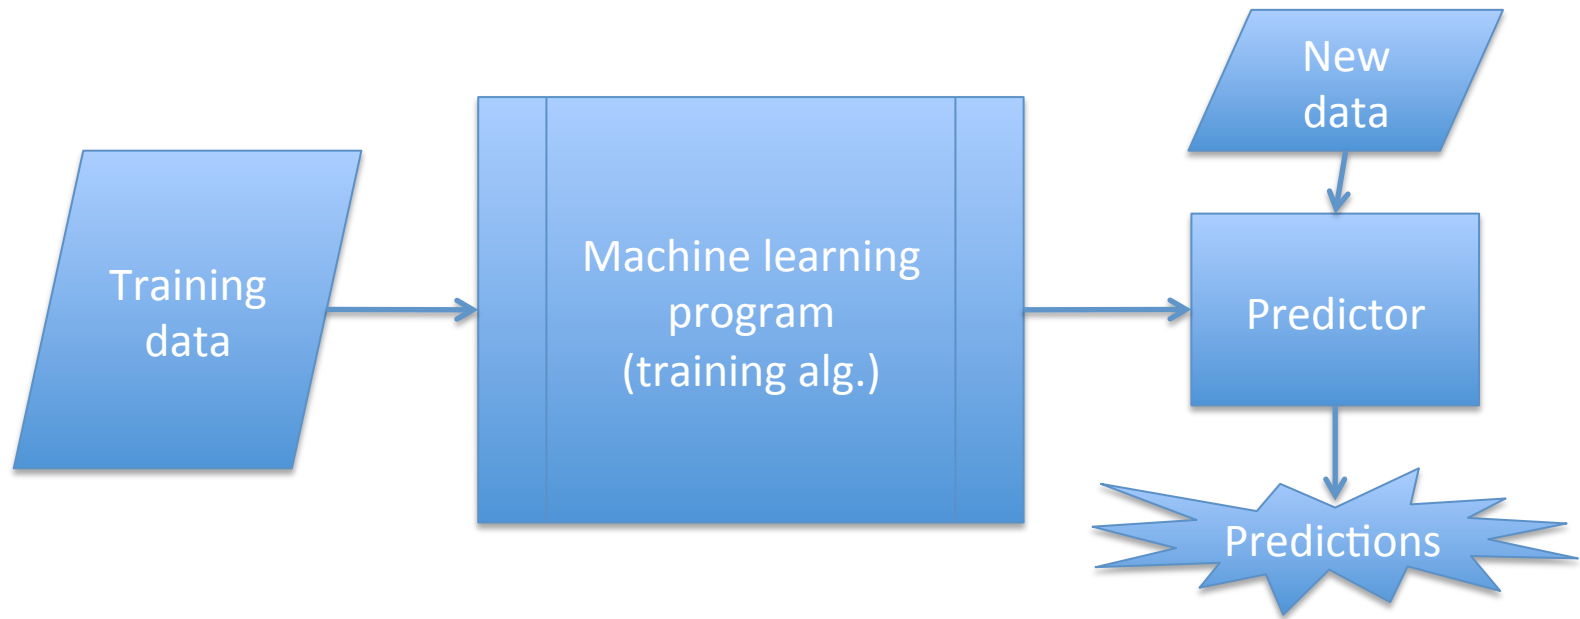 Training
data
Machine learning
program
(training alg.)
New
data
Predictor
Predictions